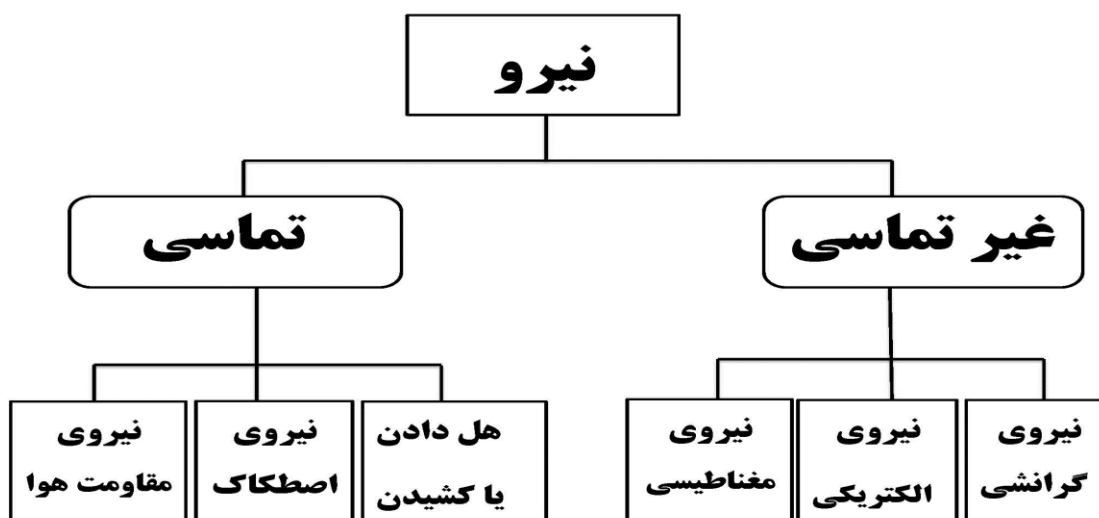 نیرو
غیر تماسی
تماسی
نیروی
گرانشی
نیروی
الکتریکی
نیروی
مغناطیسی
هل دادن
یا کشیدن
نیروی
اصطکاک
نیروی
مقاومت هوا